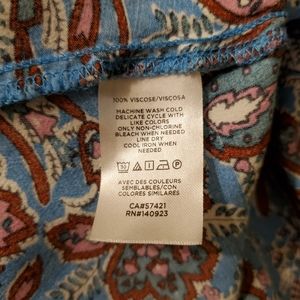 100% VISCOSE/VISCOSA
MACHINE WASH COLD
DELICATE CYCLE WITH
LIKE COLORS
ONLY NON-CHLORINE
BLEACH WHEN NEEDED
LINE DRY
COOL IRON WHEN
NEEDED
AVEC DES COULEURS
SEMBLABLES/CON
COLORES SIMILARES
CA#57421
RN#140923